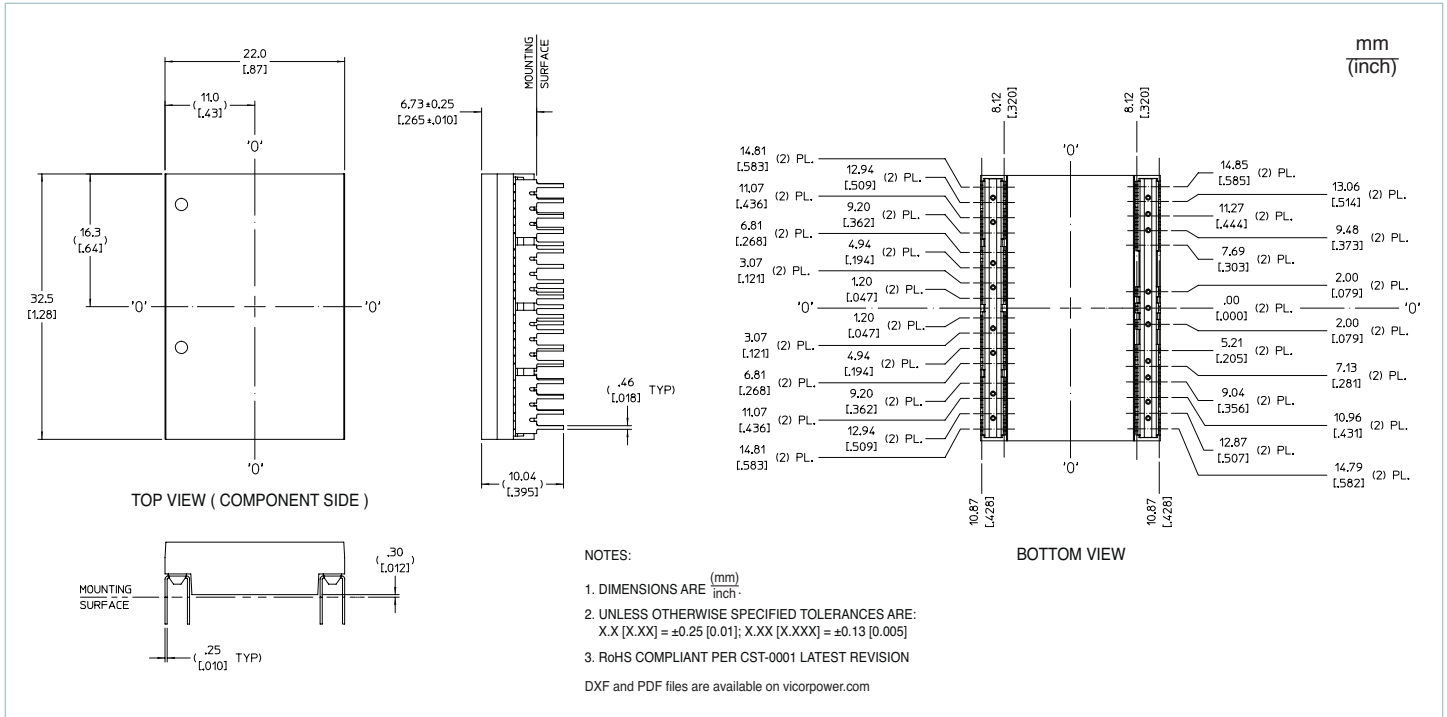 mm
(inch)
22.0
[.87]
(11.0
[.43])
'0'
16.3
([.64])
32.5
[1.28]
'0'
'0'
'0'
TOP VIEW ( COMPONENT SIDE )
MOUNTING
SURFACE
6.73±0.25
[.265±.010]
(.46
[.018] TYP)
(10.04
[.395])
MOUNTING
SURFACE
(.30
[.012])
(.25
[.010] TYP)
8.12
[.320]
8.12
[.320]
'0'
14.81
[.583] (2) PL.
12.94
[.509] (2) PL.
11.07
[.436] (2) PL.
9.20
[.362] (2) PL.
6.81
[.268] (2) PL.
4.94
[.194] (2) PL.
3.07
[.121] (2) PL.
1.20
[.047] (2) PL.
'0'
1.20
[.047] (2) PL.
3.07
[.121] (2) PL.
4.94
[.194] (2) PL.
6.81
[.268] (2) PL.
9.20
[.362] (2) PL.
11.07
[.436] (2) PL.
12.94
[.509] (2) PL.
14.81
[.583] (2) PL.
14.85
[.585] (2) PL.
13.06
[.514] (2) PL.
11.27
[.444] (2) PL.
9.48
[.373] (2) PL.
7.69
[.303] (2) PL.
2.00
[.079] (2) PL.
.00
[.000] (2) PL.
'0'
2.00
[.079] (2) PL.
5.21
[.205] (2) PL.
7.13
[.281] (2) PL.
9.04
[.356] (2) PL.
10.96
[.431] (2) PL.
12.87
[.507] (2) PL.
14.79
[.582] (2) PL.
'0'
10.87
[.428]
10.87
[.428]
BOTTOM VIEW
NOTES:
1. DIMENSIONS ARE (mm)
inch.
2. UNLESS OTHERWISE SPECIFIED TOLERANCES ARE:
X.X [X.XX] = ±0.25 [0.01]; X.XX [X.XXX] = ±0.13 [0.005]
3. RoHS COMPLIANT PER CST-0001 LATEST REVISION
DXF and PDF files are available on vicorpower.com